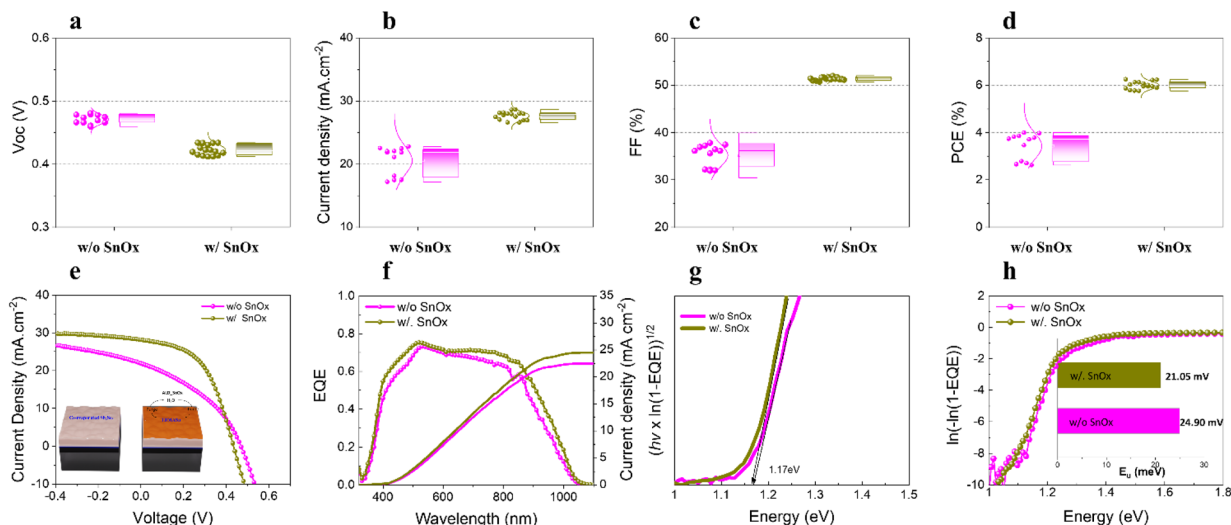 a
b
c
d
0.6
0.5
0.4
0.3
Voc (V)
w/o SnOx
w/ SnOx
40
30
20
10
Current density (mA.cm-2)
w/o SnOx
w/ SnOx
60
50
40
30
20
FF (%)
w/o SnOx
w/ SnOx
8
6
4
2
0
PCE (%)
w/o SnOx
w/ SnOx
e
f
g
h
40
30
20
10
0
-10
Current Density (mA.cm-2)
w/o SnOx
w/ SnOx
-0.4
-0.2
0.0
0.2
0.4
0.6
Voltage (V)
1.0
0.8
0.6
0.4
0.2
0.0
EQE
w/o SnOx
w/. SnOx
35
30
25
20
15
10
5
0
Current density (mA cm-2)
400
600
800
1000
Wavelength (nm)
(hv x ln(1-EQE))1/2
w/o SnOx
w/. SnOx
1.17eV
1
1.1
1.2
1.3
1.4
1.5
Energy (eV)
0
-2
-4
-6
-8
-10
ln(-ln(1-EQE))
w/o SnOx
w/. SnOx
w/. SnOx
21.05 mV
w/o SnOx
24.90 mV
0
10
20
30
Eu (meV)
1
1.2
1.4
1.6
1.8
Energy (eV)